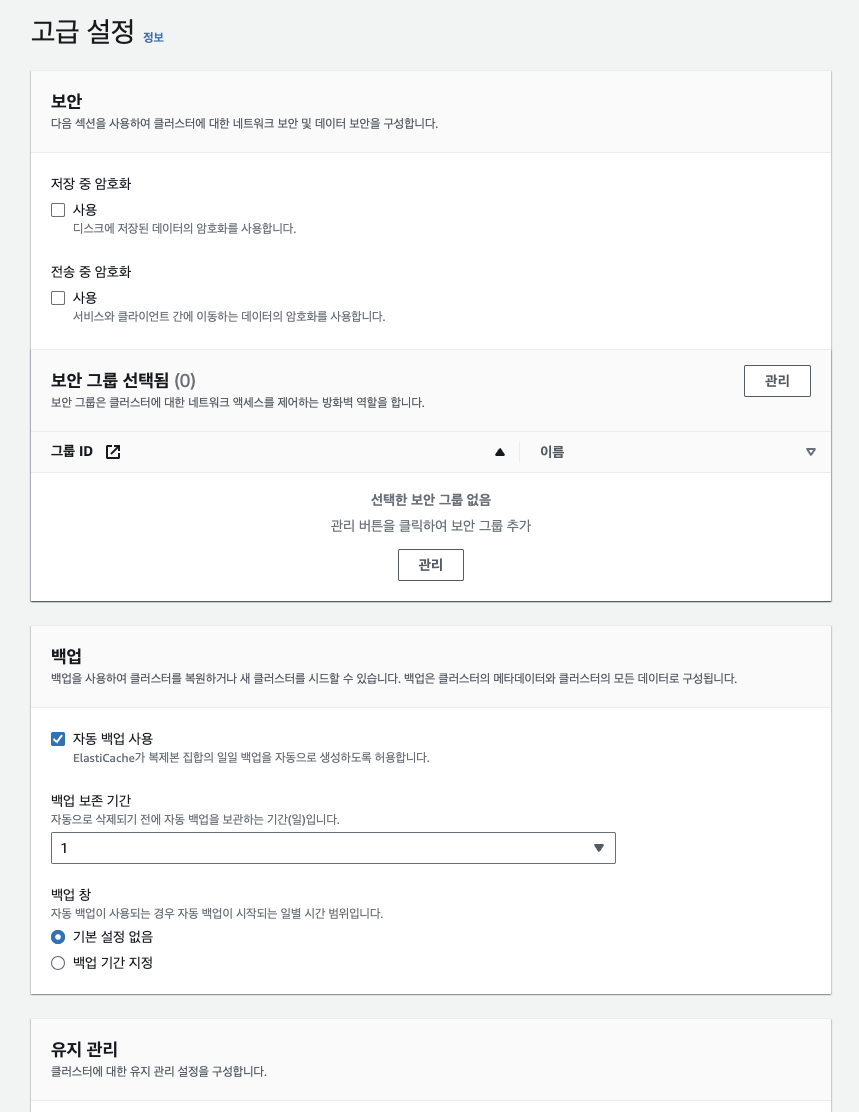 고급 설정 정보
보안
다음 섹션을 사용하여 클러스터에 대한 네트워크 보안 및 데이터 보안을 구성합니다.
저장 중 암호화
사용
디스크에 저장된 데이터의 암호화를 사용합니다.
전송 중 암호화
사용
서비스와 클라이언트 간에 이동하는 데이터의 암호화를 사용합니다.
보안 그룹 선택됨 (0)
관리
보안 그룹은 클러스터에 대한 네트워크 액세스를 제어하는 방화벽 역할을 합니다.
그룹 ID
이름
선택한 보안 그룹 없음
관리 버튼을 클릭하여 보안 그룹 추가
관리
백업
백업을 사용하여 클러스터를 복원하거나 새 클러스터를 시드할 수 있습니다. 백업은 클러스터의 메타데이터와 클러스터의 모든 데이터로 구성됩니다.
자동 백업 사용
ElastiCache가 복제본 집합의 일일 백업을 자동으로 생성하도록 허용합니다.
백업 보존 기간
자동으로 삭제되기 전에 자동 백업을 보관하는 기간(일)입니다.
1
백업 창
자동 백업이 사용되는 경우 자동 백업이 시작되는 일별 시간 범위입니다.
기본 설정 없음
백업 기간 지정
유지 관리
클러스터에 대한 유지 관리 설정을 구성합니다.